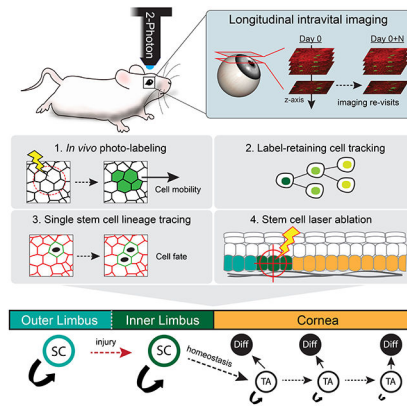 2-Photon
Longitudinal intravital imaging
Day 0
Day 0+N
z-axis
imaging re-visits
1. In vivo photo-labeling
Cell mobility
2. Label-retaining cell tracking
3. Single stem cell lineage tracing
Cell fate
4. Stem cell laser ablation
Outer Limbus
Inner Limbus
Cornea
SC
injury
SC
homeostasis
Diff
Diff
Diff
TA
TA
TA